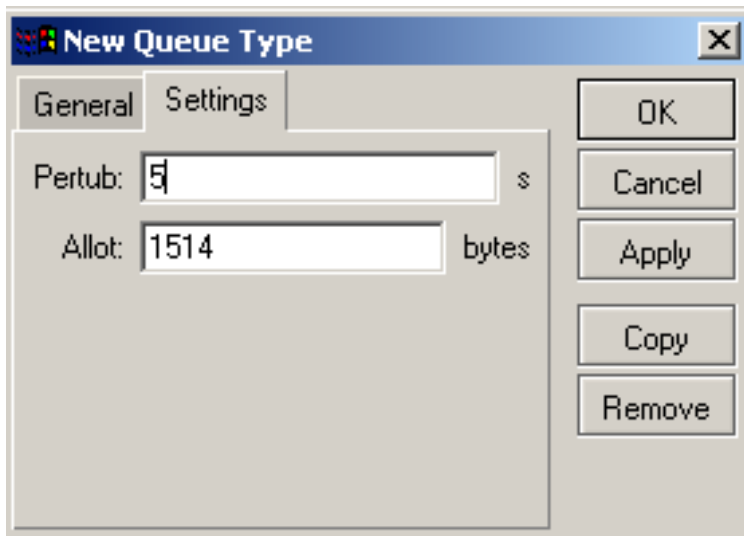 New Queue Type
General Settings
Pertub: 5 s
Allot: 1514 bytes
OK
Cancel
Apply
Copy
Remove